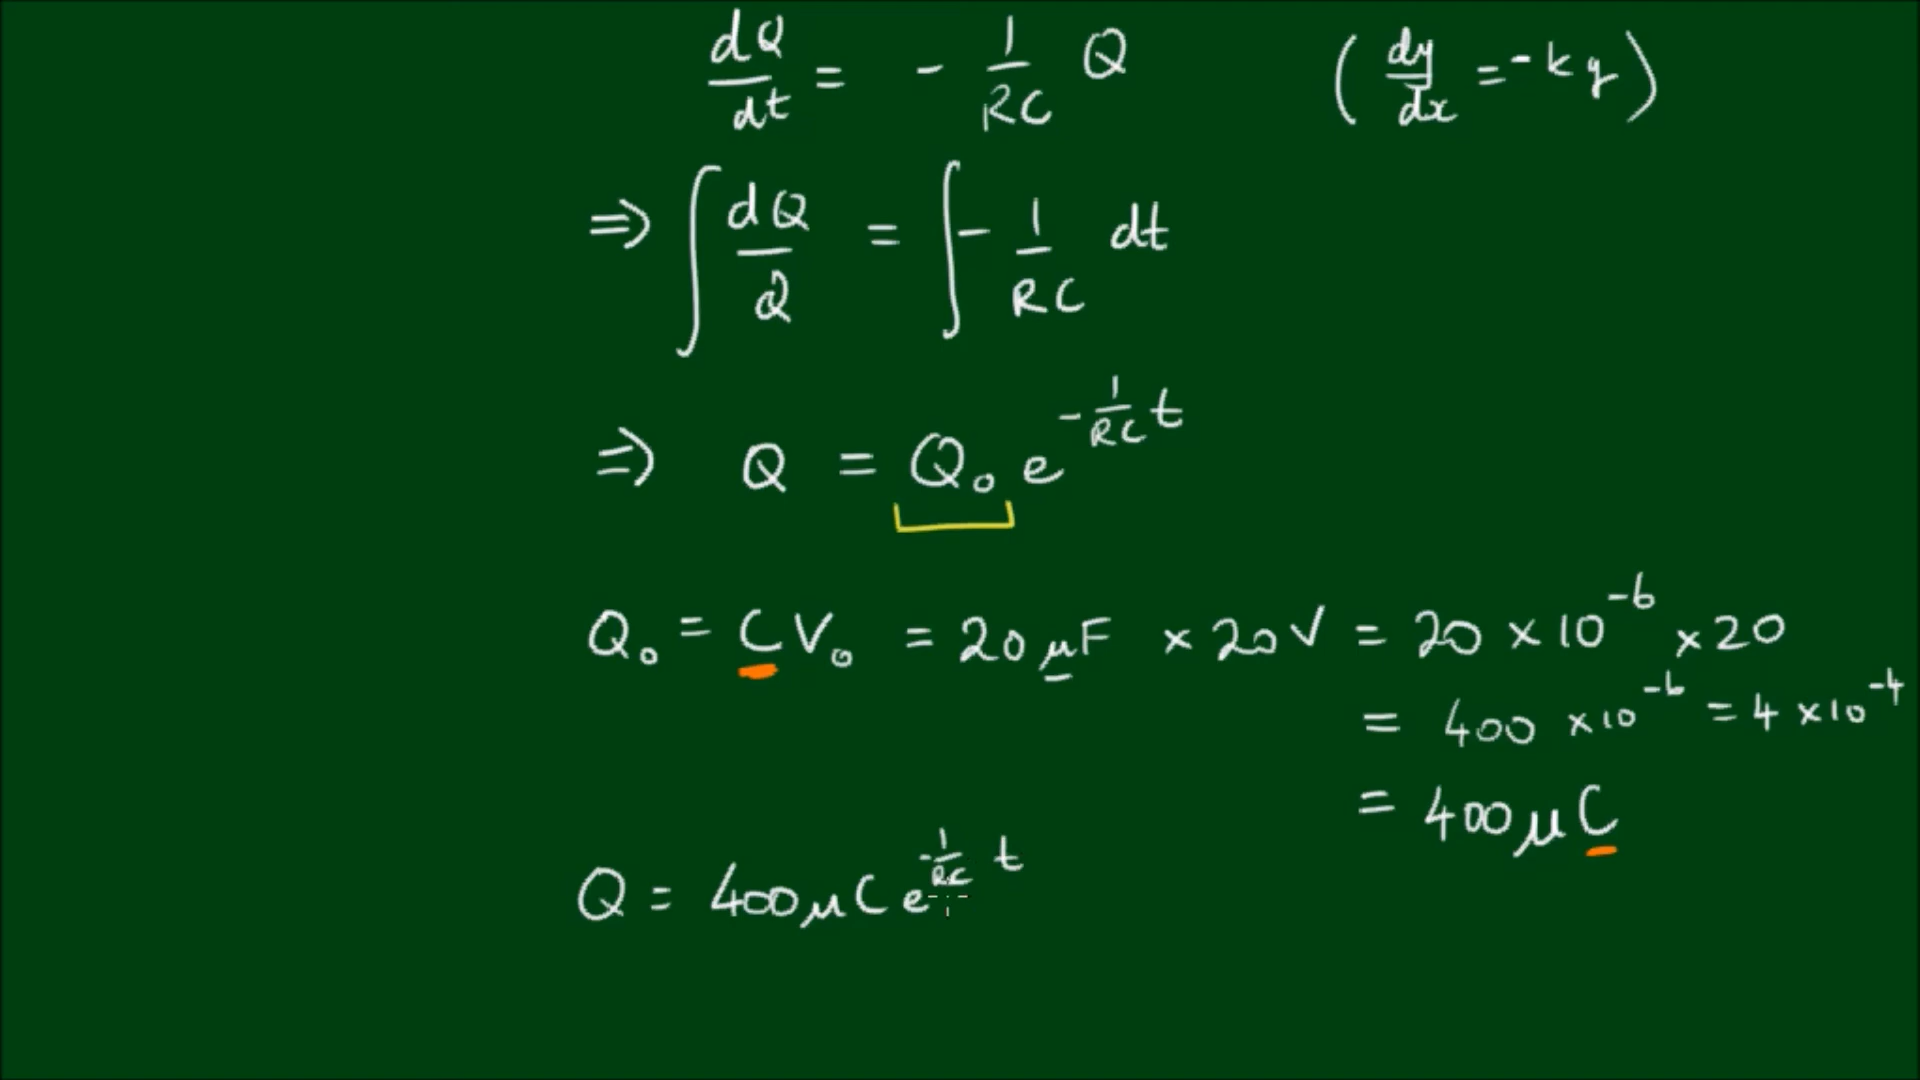 dQ/dt = - 1/RC Q (dy/dx = -ky)
⇒ ∫ dQ/Q = ∫ - 1/RC dt
⇒ Q = Q₀ e^(-1/RC t)
Q₀ = CV₀ = 20 μF × 20V = 20 × 10⁻⁶ × 20
= 400 × 10⁻⁶ = 4 × 10⁻⁴
= 400 μC
Q = 400 μC e^(-1/RC t)